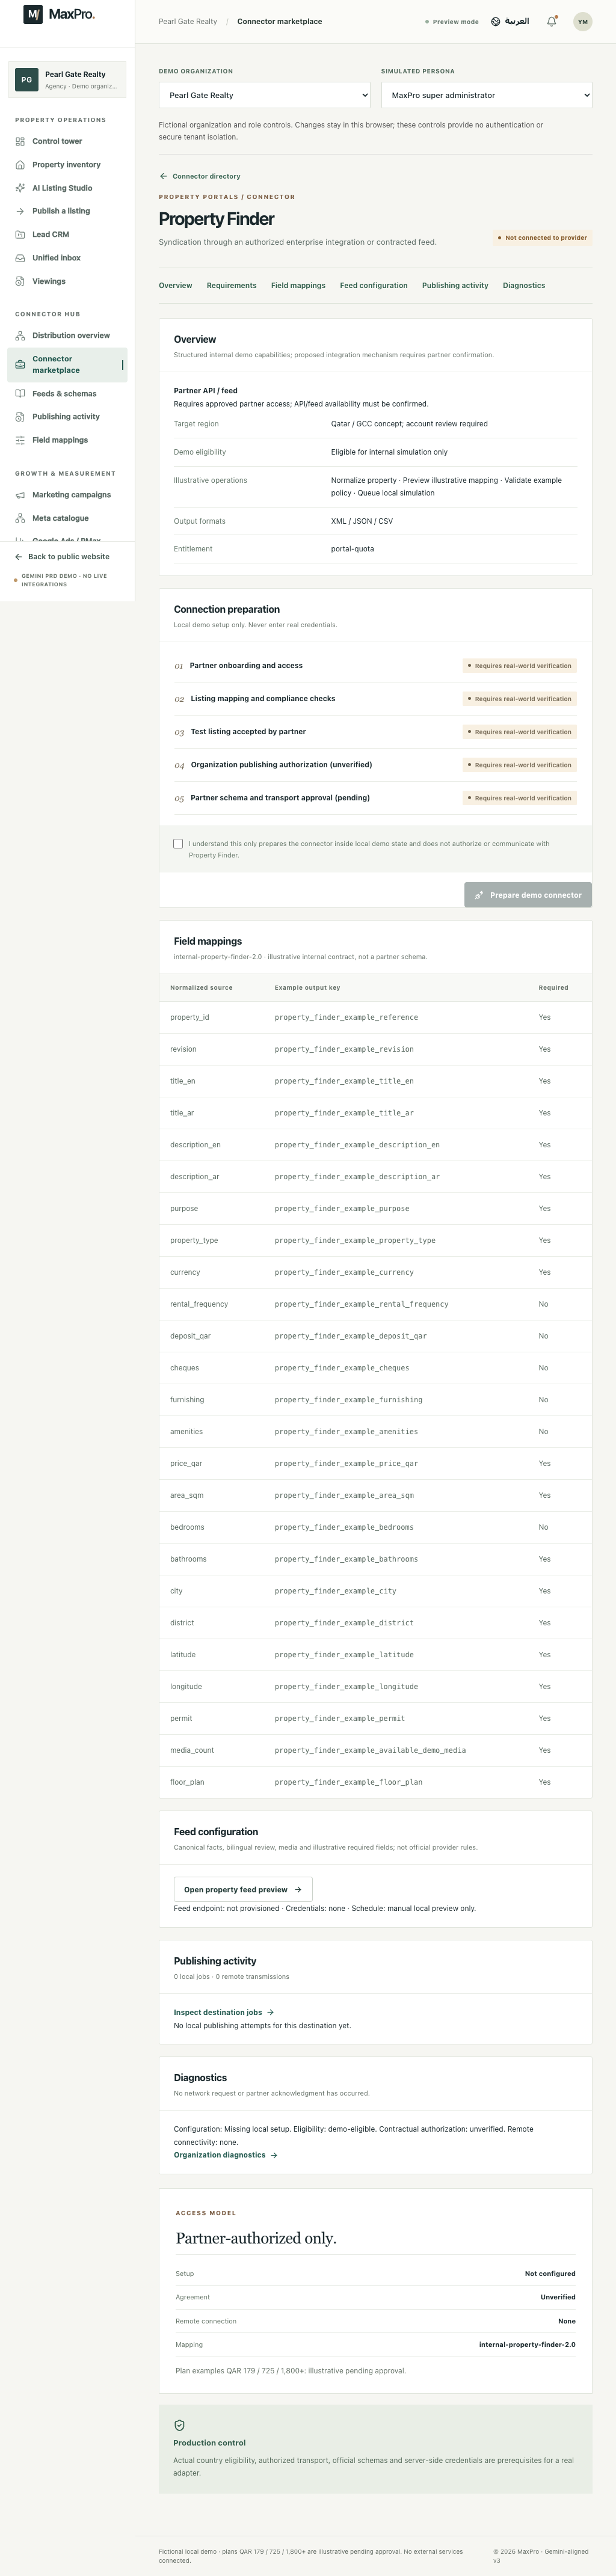 MaxPro.
PG
Pearl Gate Realty
Agency · Demo organiz...
PROPERTY OPERATIONS
Control tower
Property inventory
AI Listing Studio
Publish a listing
Lead CRM
Unified inbox
Viewings
CONNECTOR HUB
Distribution overview
Connector
marketplace
Feeds & schemas
Publishing activity
Field mappings
GROWTH & MEASUREMENT
Marketing campaigns
Meta catalogue
Google Ads / PMax
Back to public website
GEMINI PRD DEMO · NO LIVE
INTEGRATIONS
Pearl Gate Realty / Connector marketplace
Preview mode
العربية
YM
DEMO ORGANIZATION
Pearl Gate Realty
SIMULATED PERSONA
MaxPro super administrator
Fictional organization and role controls. Changes stay in this browser; these controls provide no authentication or
secure tenant isolation.
Connector directory
PROPERTY PORTALS / CONNECTOR
Property Finder
Syndication through an authorized enterprise integration or contracted feed.
Not connected to provider
Overview Requirements Field mappings Feed configuration Publishing activity Diagnostics
Overview
Structured internal demo capabilities; proposed integration mechanism requires partner confirmation.
Partner API / feed
Requires approved partner access; API/feed availability must be confirmed.
Target region Qatar / GCC concept; account review required
Demo eligibility Eligible for internal simulation only
Illustrative operations Normalize property · Preview illustrative mapping · Validate example
policy · Queue local simulation
Output formats XML / JSON / CSV
Entitlement portal-quota
Connection preparation
Local demo setup only. Never enter real credentials.
01 Partner onboarding and access Requires real-world verification
02 Listing mapping and compliance checks Requires real-world verification
03 Test listing accepted by partner Requires real-world verification
04 Organization publishing authorization (unverified) Requires real-world verification
05 Partner schema and transport approval (pending) Requires real-world verification
I understand this only prepares the connector inside local demo state and does not authorize or communicate with
Property Finder.
Prepare demo connector
Field mappings
internal-property-finder-2.0 · illustrative internal contract, not a partner schema.
Normalized source Example output key Required
property_id property_finder_example_reference Yes
revision property_finder_example_revision Yes
title_en property_finder_example_title_en Yes
title_ar property_finder_example_title_ar Yes
description_en property_finder_example_description_en Yes
description_ar property_finder_example_description_ar Yes
purpose property_finder_example_purpose Yes
property_type property_finder_example_property_type Yes
currency property_finder_example_currency Yes
rental_frequency property_finder_example_rental_frequency No
deposit_qar property_finder_example_deposit_qar No
cheques property_finder_example_cheques No
furnishing property_finder_example_furnishing No
amenities property_finder_example_amenities No
price_qar property_finder_example_price_qar Yes
area_sqm property_finder_example_area_sqm Yes
bedrooms property_finder_example_bedrooms No
bathrooms property_finder_example_bathrooms Yes
city property_finder_example_city Yes
district property_finder_example_district Yes
latitude property_finder_example_latitude Yes
longitude property_finder_example_longitude Yes
permit property_finder_example_permit Yes
media_count property_finder_example_available_demo_media Yes
floor_plan property_finder_example_floor_plan Yes
Feed configuration
Canonical facts, bilingual review, media and illustrative required fields; not official provider rules.
Open property feed preview
Feed endpoint: not provisioned · Credentials: none · Schedule: manual local preview only.
Publishing activity
0 local jobs · 0 remote transmissions
Inspect destination jobs
No local publishing attempts for this destination yet.
Diagnostics
No network request or partner acknowledgment has occurred.
Configuration: Missing local setup. Eligibility: demo-eligible. Contractual authorization: unverified. Remote
connectivity: none.
Organization diagnostics
ACCESS MODEL
Partner-authorized only.
Setup Not configured
Agreement Unverified
Remote connection None
Mapping internal-property-finder-2.0
Plan examples QAR 179 / 725 / 1,800+: illustrative pending approval.
Production control
Actual country eligibility, authorized transport, official schemas and server-side credentials are prerequisites for a real
adapter.
Fictional local demo · plans QAR 179 / 725 / 1,800+ are illustrative pending approval. No external services
connected.
© 2026 MaxPro · Gemini-aligned
v3